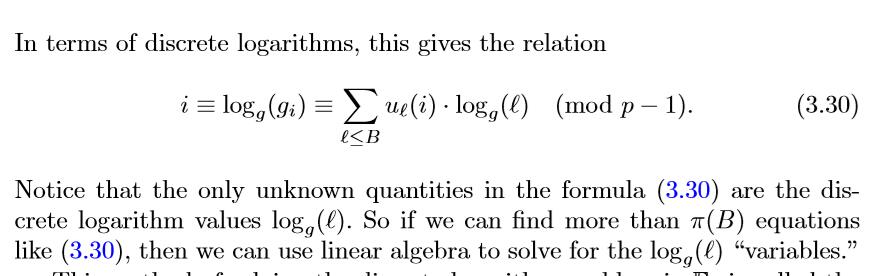 In terms of discrete logarithms, this gives the relation
i ≡ log_g(g_i) ≡ ∑_{ℓ≤B} u_ℓ(i) · log_g(ℓ) (mod p − 1). (3.30)
Notice that the only unknown quantities in the formula (3.30) are the dis-
crete logarithm values log_g(ℓ). So if we can find more than π(B) equations
like (3.30), then we can use linear algebra to solve for the log_g(ℓ) “variables.”